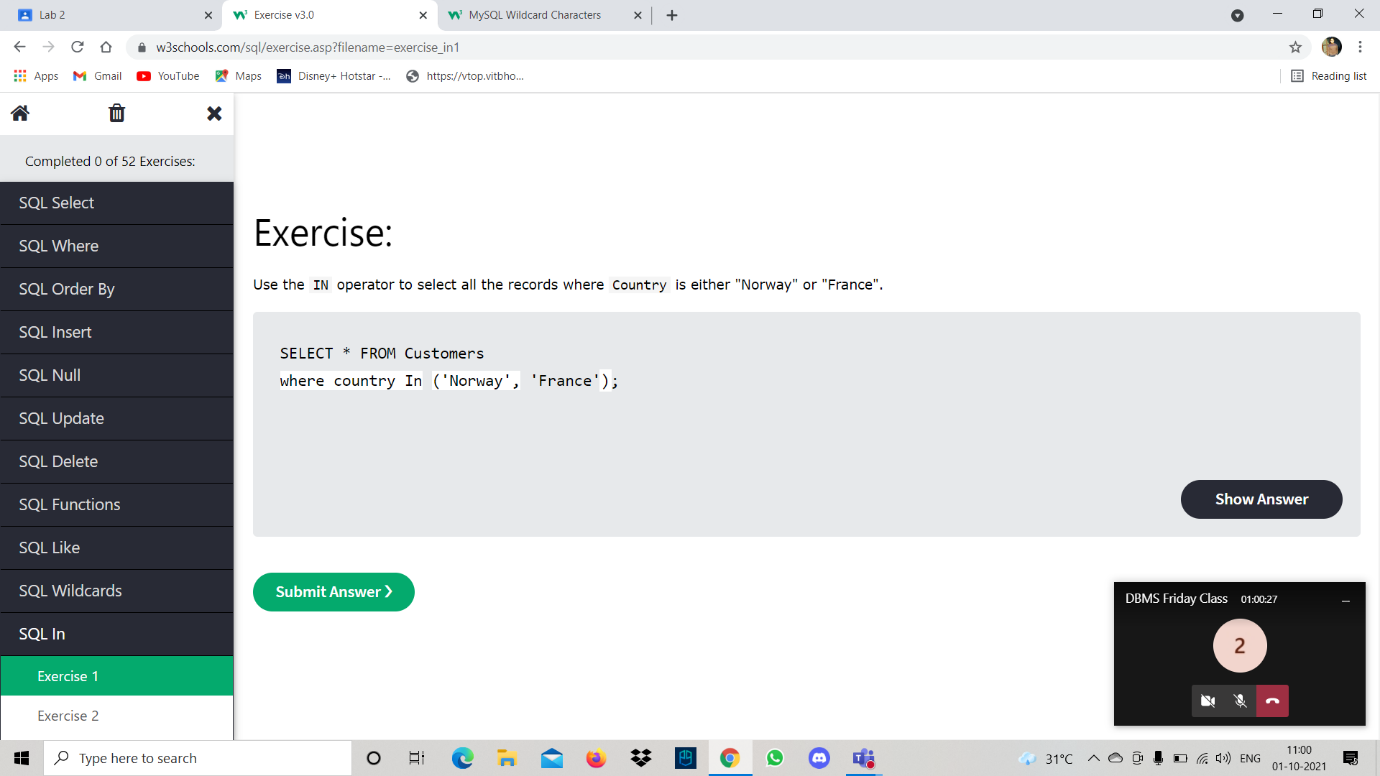 Lab 2
Exercise v3.0
MySQL Wildcard Characters
w3schools.com/sql/exercise.asp?filename=exercise_in1
Apps
Gmail
YouTube
Maps
Disney+ Hotstar -...
https://vtop.vitbho...
Reading list
Completed 0 of 52 Exercises:
SQL Select
SQL Where
SQL Order By
SQL Insert
SQL Null
SQL Update
SQL Delete
SQL Functions
SQL Like
SQL Wildcards
SQL In
Exercise 1
Exercise 2
Exercise:
Use the IN operator to select all the records where Country is either "Norway" or "France".
SELECT * FROM Customers
where country In ('Norway', 'France');
Show Answer
Submit Answer ❯
DBMS Friday Class 01:00:27
2
Type here to search
31°C
ENG
11:00
01-10-2021